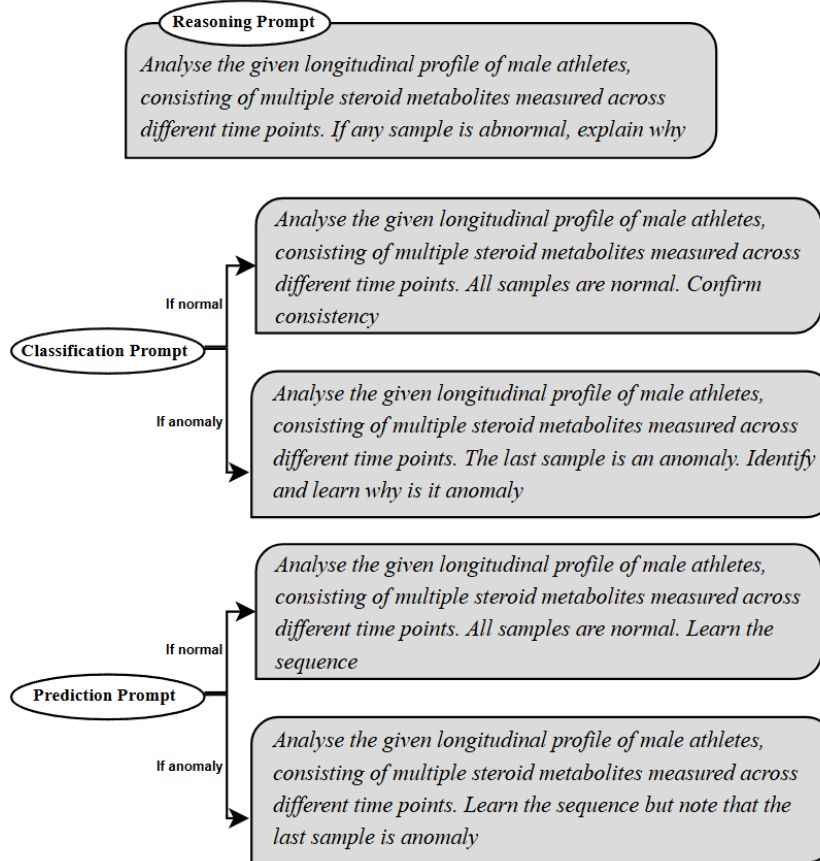 Reasoning Prompt
Analyse the given longitudinal profile of male athletes,
consisting of multiple steroid metabolites measured across
different time points. If any sample is abnormal, explain why
Analyse the given longitudinal profile of male athletes,
consisting of multiple steroid metabolites measured across
different time points. All samples are normal. Confirm
consistency
If normal
Classification Prompt
If anomaly
Analyse the given longitudinal profile of male athletes,
consisting of multiple steroid metabolites measured across
different time points. The last sample is an anomaly. Identify
and learn why is it anomaly
Analyse the given longitudinal profile of male athletes,
consisting of multiple steroid metabolites measured across
different time points. All samples are normal. Learn the
sequence
If normal
Prediction Prompt
If anomaly
Analyse the given longitudinal profile of male athletes,
consisting of multiple steroid metabolites measured across
different time points. Learn the sequence but note that the
last sample is anomaly